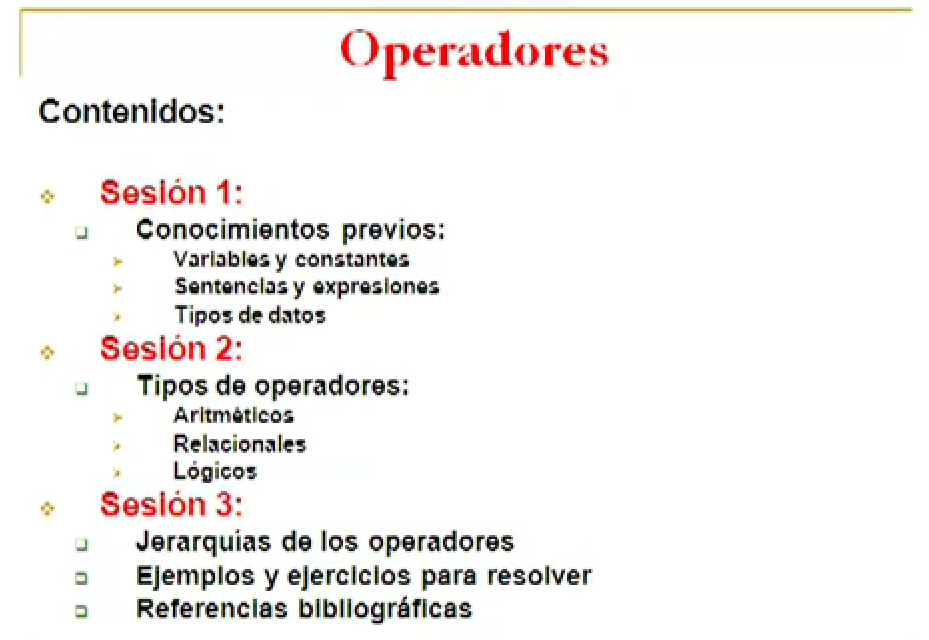 Operadores
Contenidos:
Sesión 1:
Conocimientos previos:
Variables y constantes
Sentencias y expresiones
Tipos de datos
Sesión 2:
Tipos de operadores:
Aritméticos
Relacionales
Lógicos
Sesión 3:
Jerarquías de los operadores
Ejemplos y ejercicios para resolver
Referencias bibliográficas